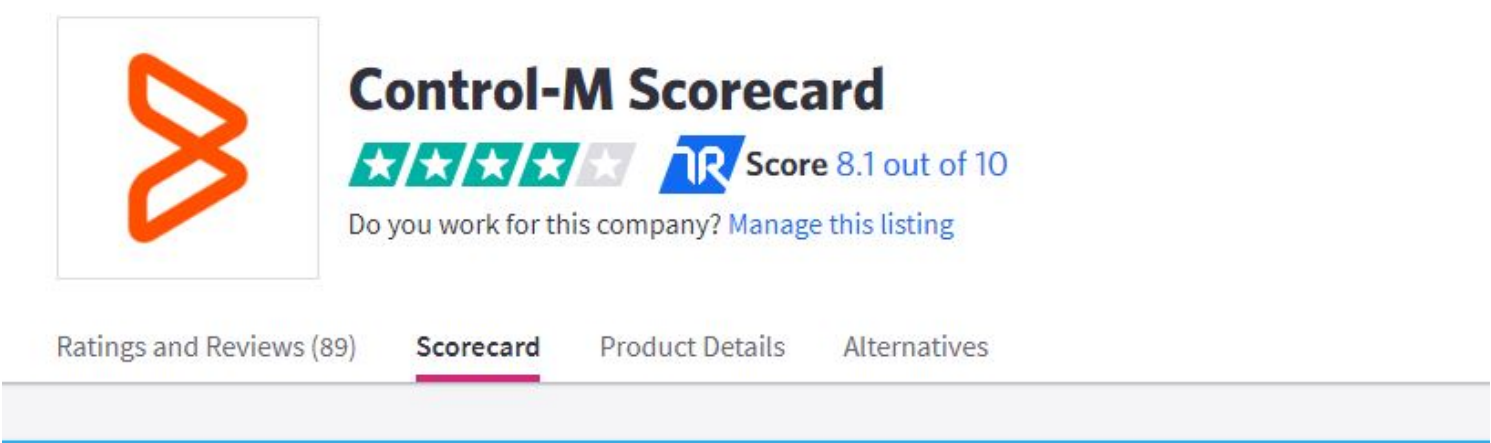 Control-M Scorecard
TR Score 8.1 out of 10
Do you work for this company? Manage this listing
Ratings and Reviews (89) Scorecard Product Details Alternatives